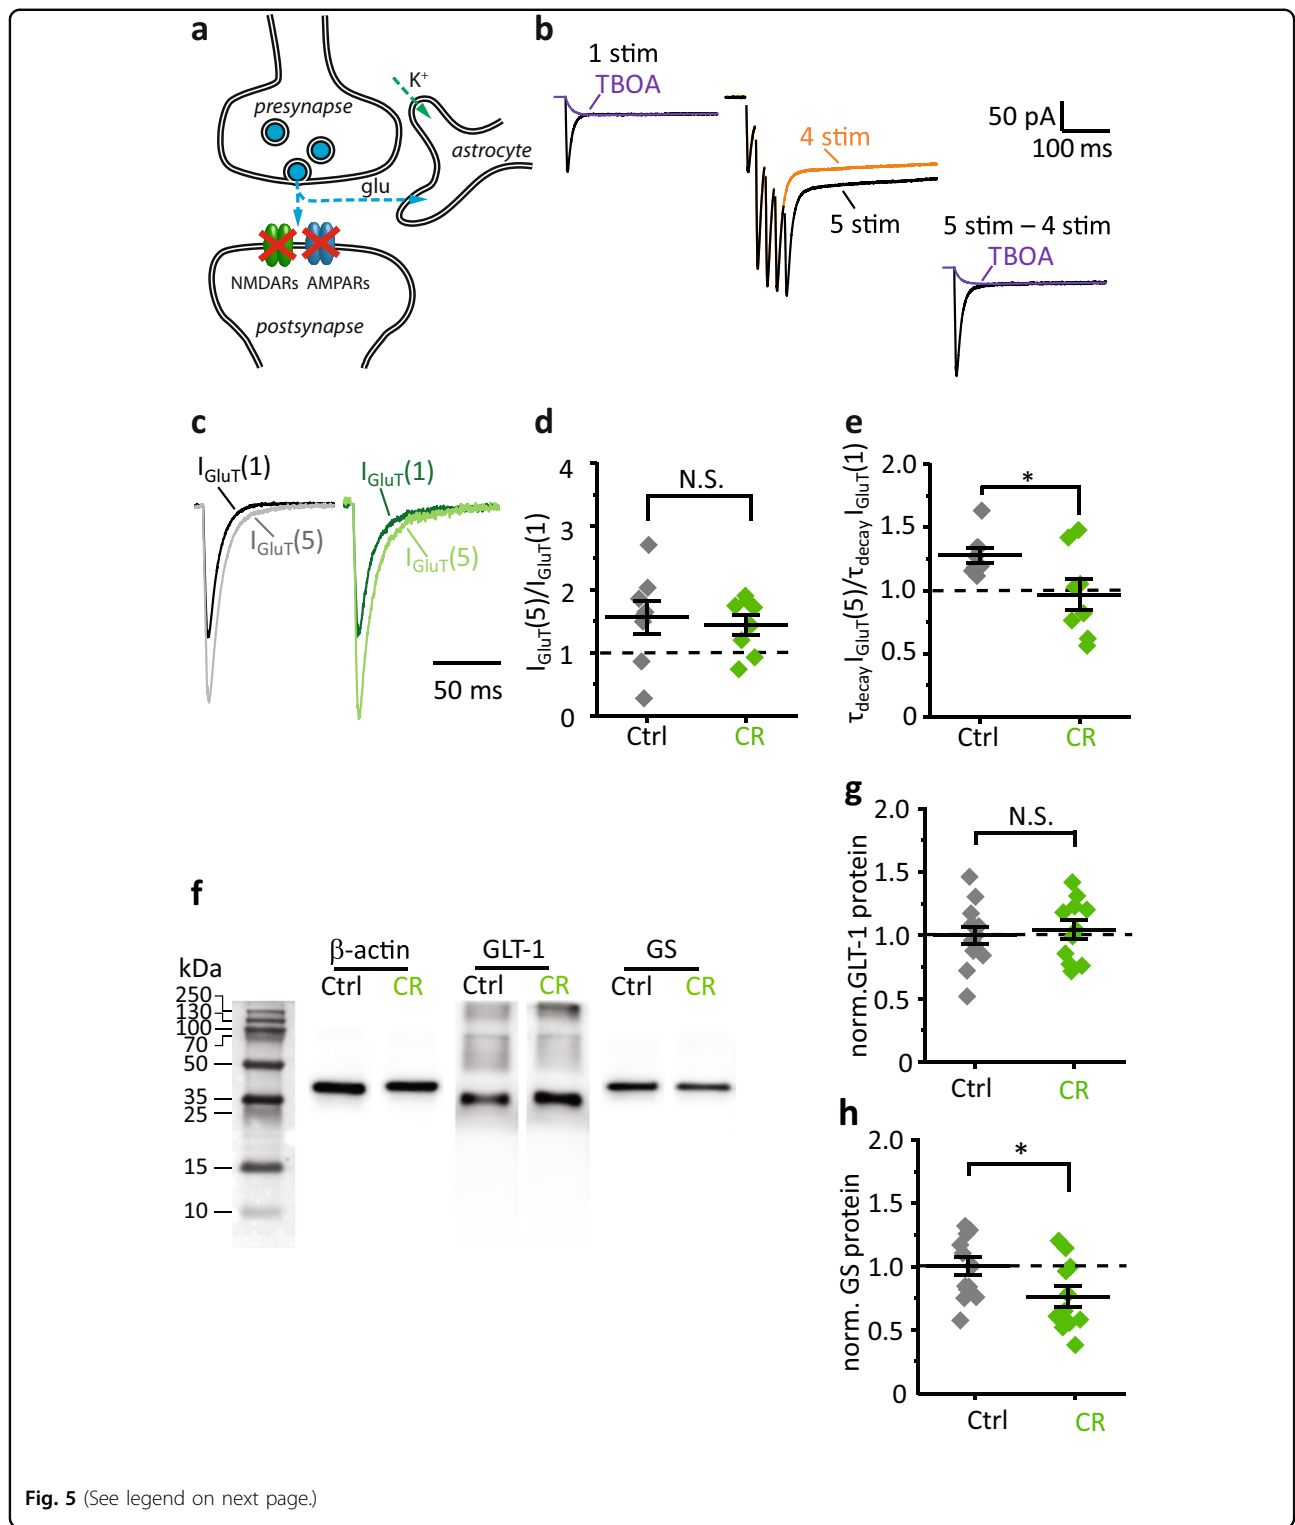 a
presynapse
K+
astrocyte
glu
NMDARs AMPARs
postsynapse
b
1 stim
TBOA
4 stim
5 stim
50 pA
100 ms
5 stim – 4 stim
TBOA
c
IGluT(1)
IGluT(5)
IGluT(1)
IGluT(5)
50 ms
d
IGluT(5)/IGluT(1)
4
3
2
1
0
N.S.
Ctrl
CR
e
τdecay IGluT(5)/τdecay IGluT(1)
2.0
1.5
1.0
0.5
0
*
Ctrl
CR
f
kDa
250
130
100
70
50
35
25
15
10
β-actin
Ctrl CR
GLT-1
Ctrl CR
GS
Ctrl CR
g
norm.GLT-1 protein
2.0
1.5
1.0
0.5
0
N.S.
Ctrl
CR
h
norm. GS protein
2.0
1.5
1.0
0.5
0
*
Ctrl
CR
Fig. 5 (See legend on next page.)